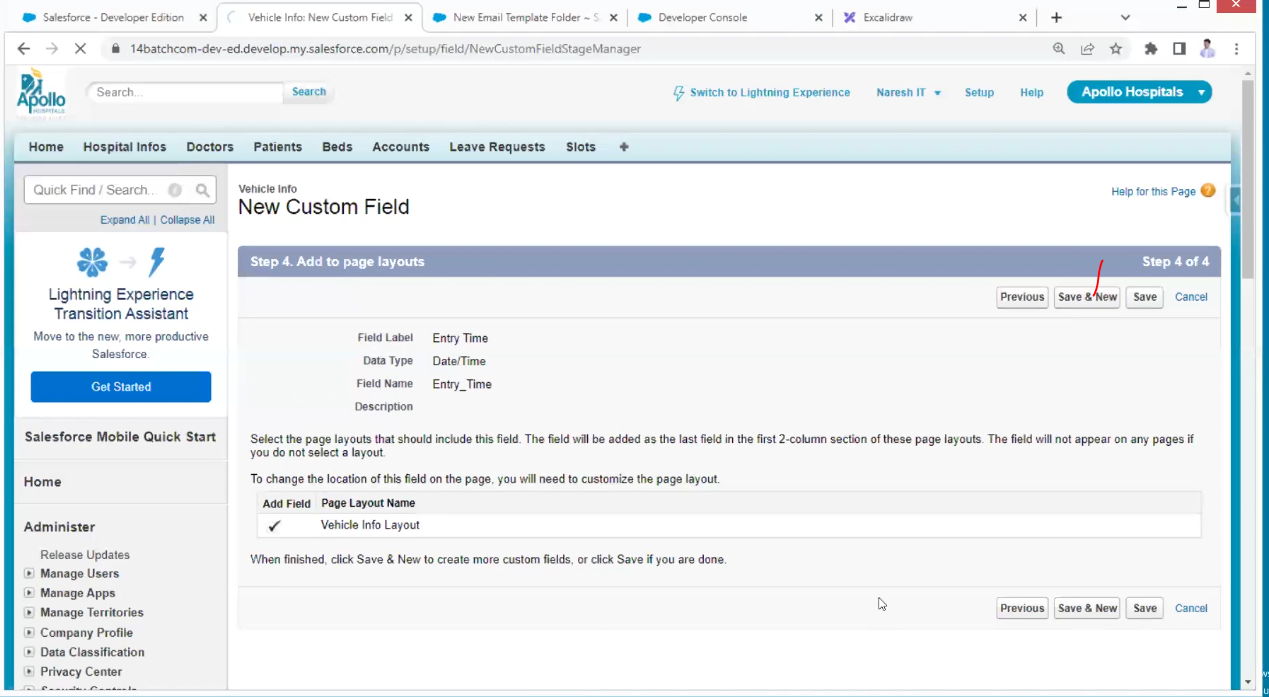 Salesforce - Developer Edition
Vehicle Info: New Custom Field
New Email Template Folder ~ S
Developer Console
Excalidraw
14batchcom-dev-ed.develop.my.salesforce.com/p/setup/field/NewCustomFieldStageManager
Apollo
HOSPITALS
Search...
Search
Switch to Lightning Experience
Naresh IT
Setup
Help
Apollo Hospitals
Home
Hospital Infos
Doctors
Patients
Beds
Accounts
Leave Requests
Slots
Quick Find / Search...
Expand All | Collapse All
Lightning Experience
Transition Assistant
Move to the new, more productive
Salesforce.
Get Started
Salesforce Mobile Quick Start
Home
Administer
Release Updates
Manage Users
Manage Apps
Manage Territories
Company Profile
Data Classification
Privacy Center
Security Controls
Vehicle Info
New Custom Field
Help for this Page
Step 4. Add to page layouts
Step 4 of 4
Previous
Save & New
Save
Cancel
Field Label Entry Time
Data Type Date/Time
Field Name Entry_Time
Description
Select the page layouts that should include this field. The field will be added as the last field in the first 2-column section of these page layouts. The field will not appear on any pages if
you do not select a layout.
To change the location of this field on the page, you will need to customize the page layout.
Add Field Page Layout Name
Vehicle Info Layout
When finished, click Save & New to create more custom fields, or click Save if you are done.
Previous
Save & New
Save
Cancel